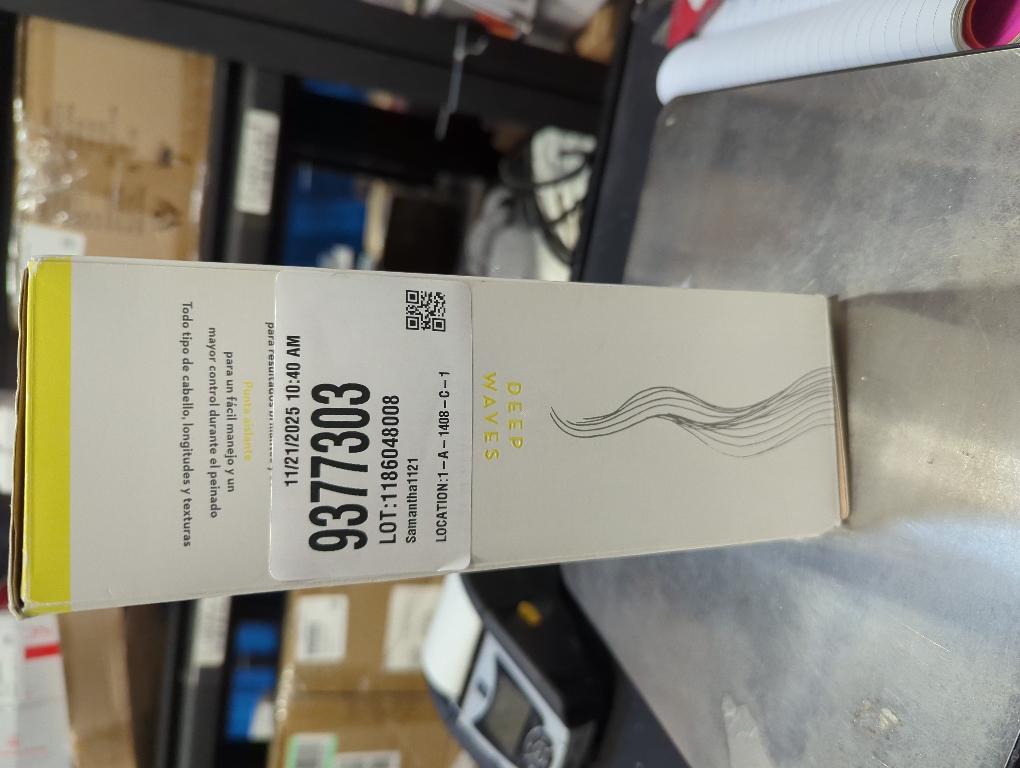 Todo tipo de cabello, longitudes y texturas
mayor control durante el peinado
para un fácil manejo y un
Punta aislante
11/21/2025 10:40 AM
9377303
LOT:1186048008
Samantha1121
LOCATION:1-A-1408-C-1
DEEP
WAVES